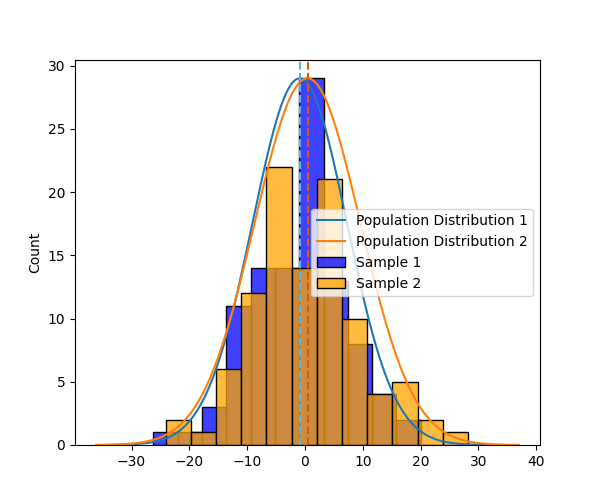 30
25
20
15
10
5
0
Count
Population Distribution 1
Population Distribution 2
Sample 1
Sample 2
−30 −20 −10 0 10 20 30 40